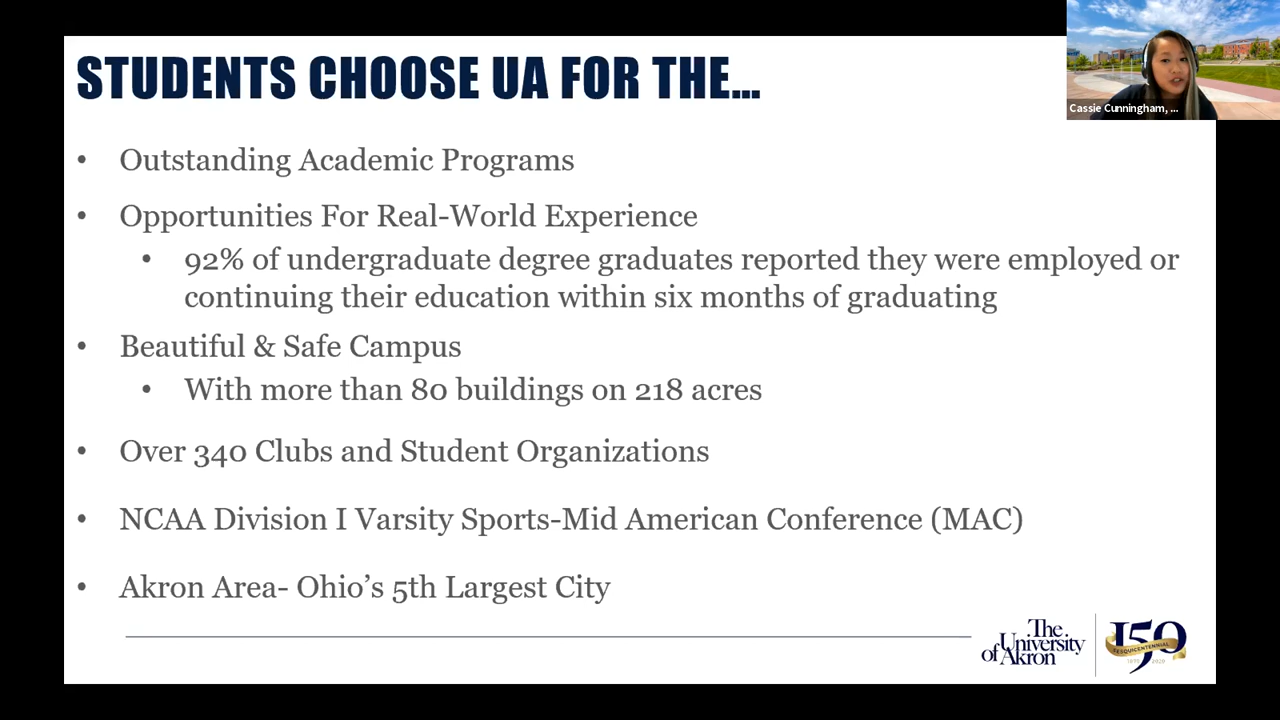 STUDENTS CHOOSE UA FOR THE...
Cassie Cunningham, ...
• Outstanding Academic Programs
• Opportunities For Real-World Experience
• 92% of undergraduate degree graduates reported they were employed or
continuing their education within six months of graduating
• Beautiful & Safe Campus
• With more than 80 buildings on 218 acres
• Over 340 Clubs and Student Organizations
• NCAA Division I Varsity Sports-Mid American Conference (MAC)
• Akron Area- Ohio’s 5th Largest City
The
University
of Akron
150
SESQUICENTENNIAL
1870 2020